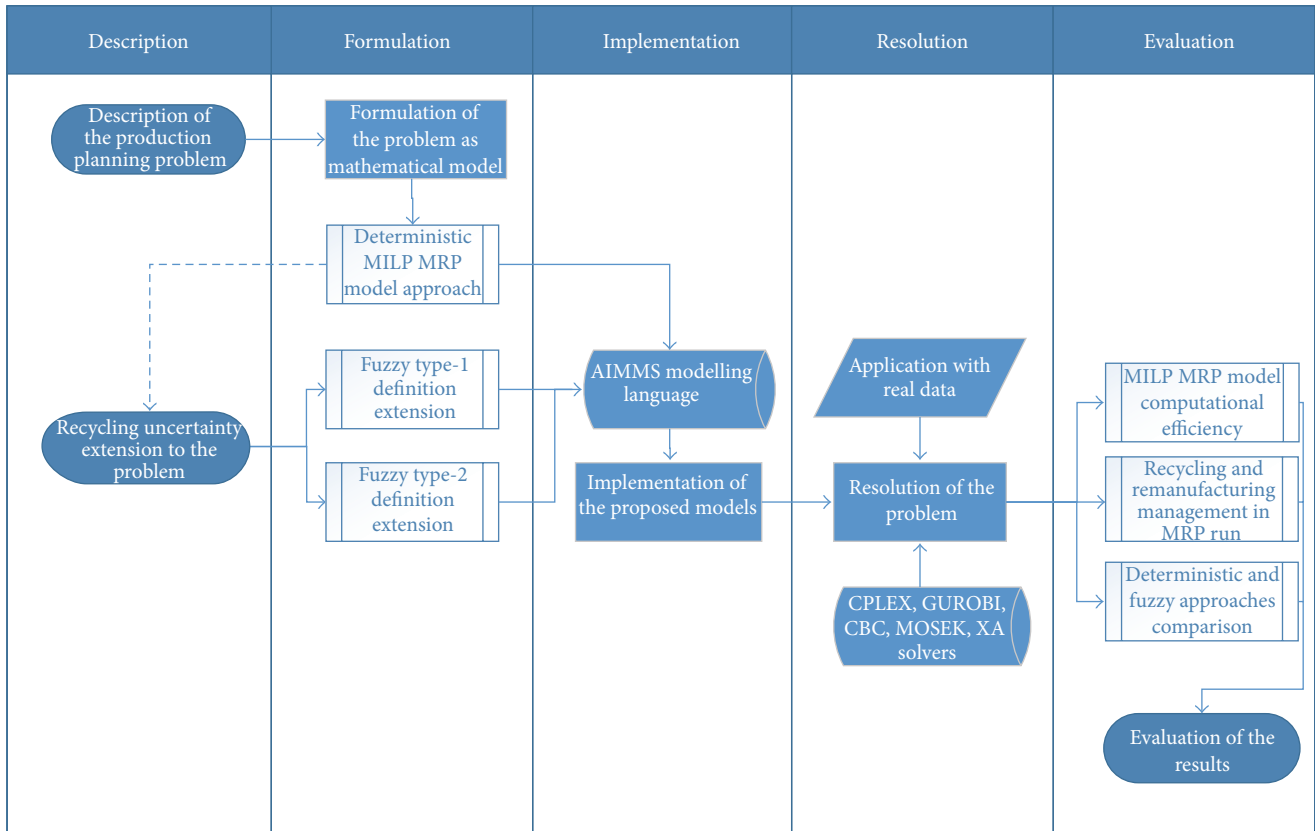 Description
Formulation
Implementation
Resolution
Evaluation
Description of
the production
planning problem
Formulation of
the problem as
mathematical model
Deterministic
MILP MRP
model approach
Fuzzy type-1
definition
extension
AIMMS modelling
language
Application with
real data
MILP MRP model
computational
efficiency
Recycling uncertainty
extension to the
problem
Fuzzy type-2
definition
extension
Implementation of
the proposed models
Resolution of the
problem
Recycling and
remanufacturing
management in
MRP run
CPLEX, GUROBI,
CBC, MOSEK, XA
solvers
Deterministic and
fuzzy approaches
comparison
Evaluation of the
results